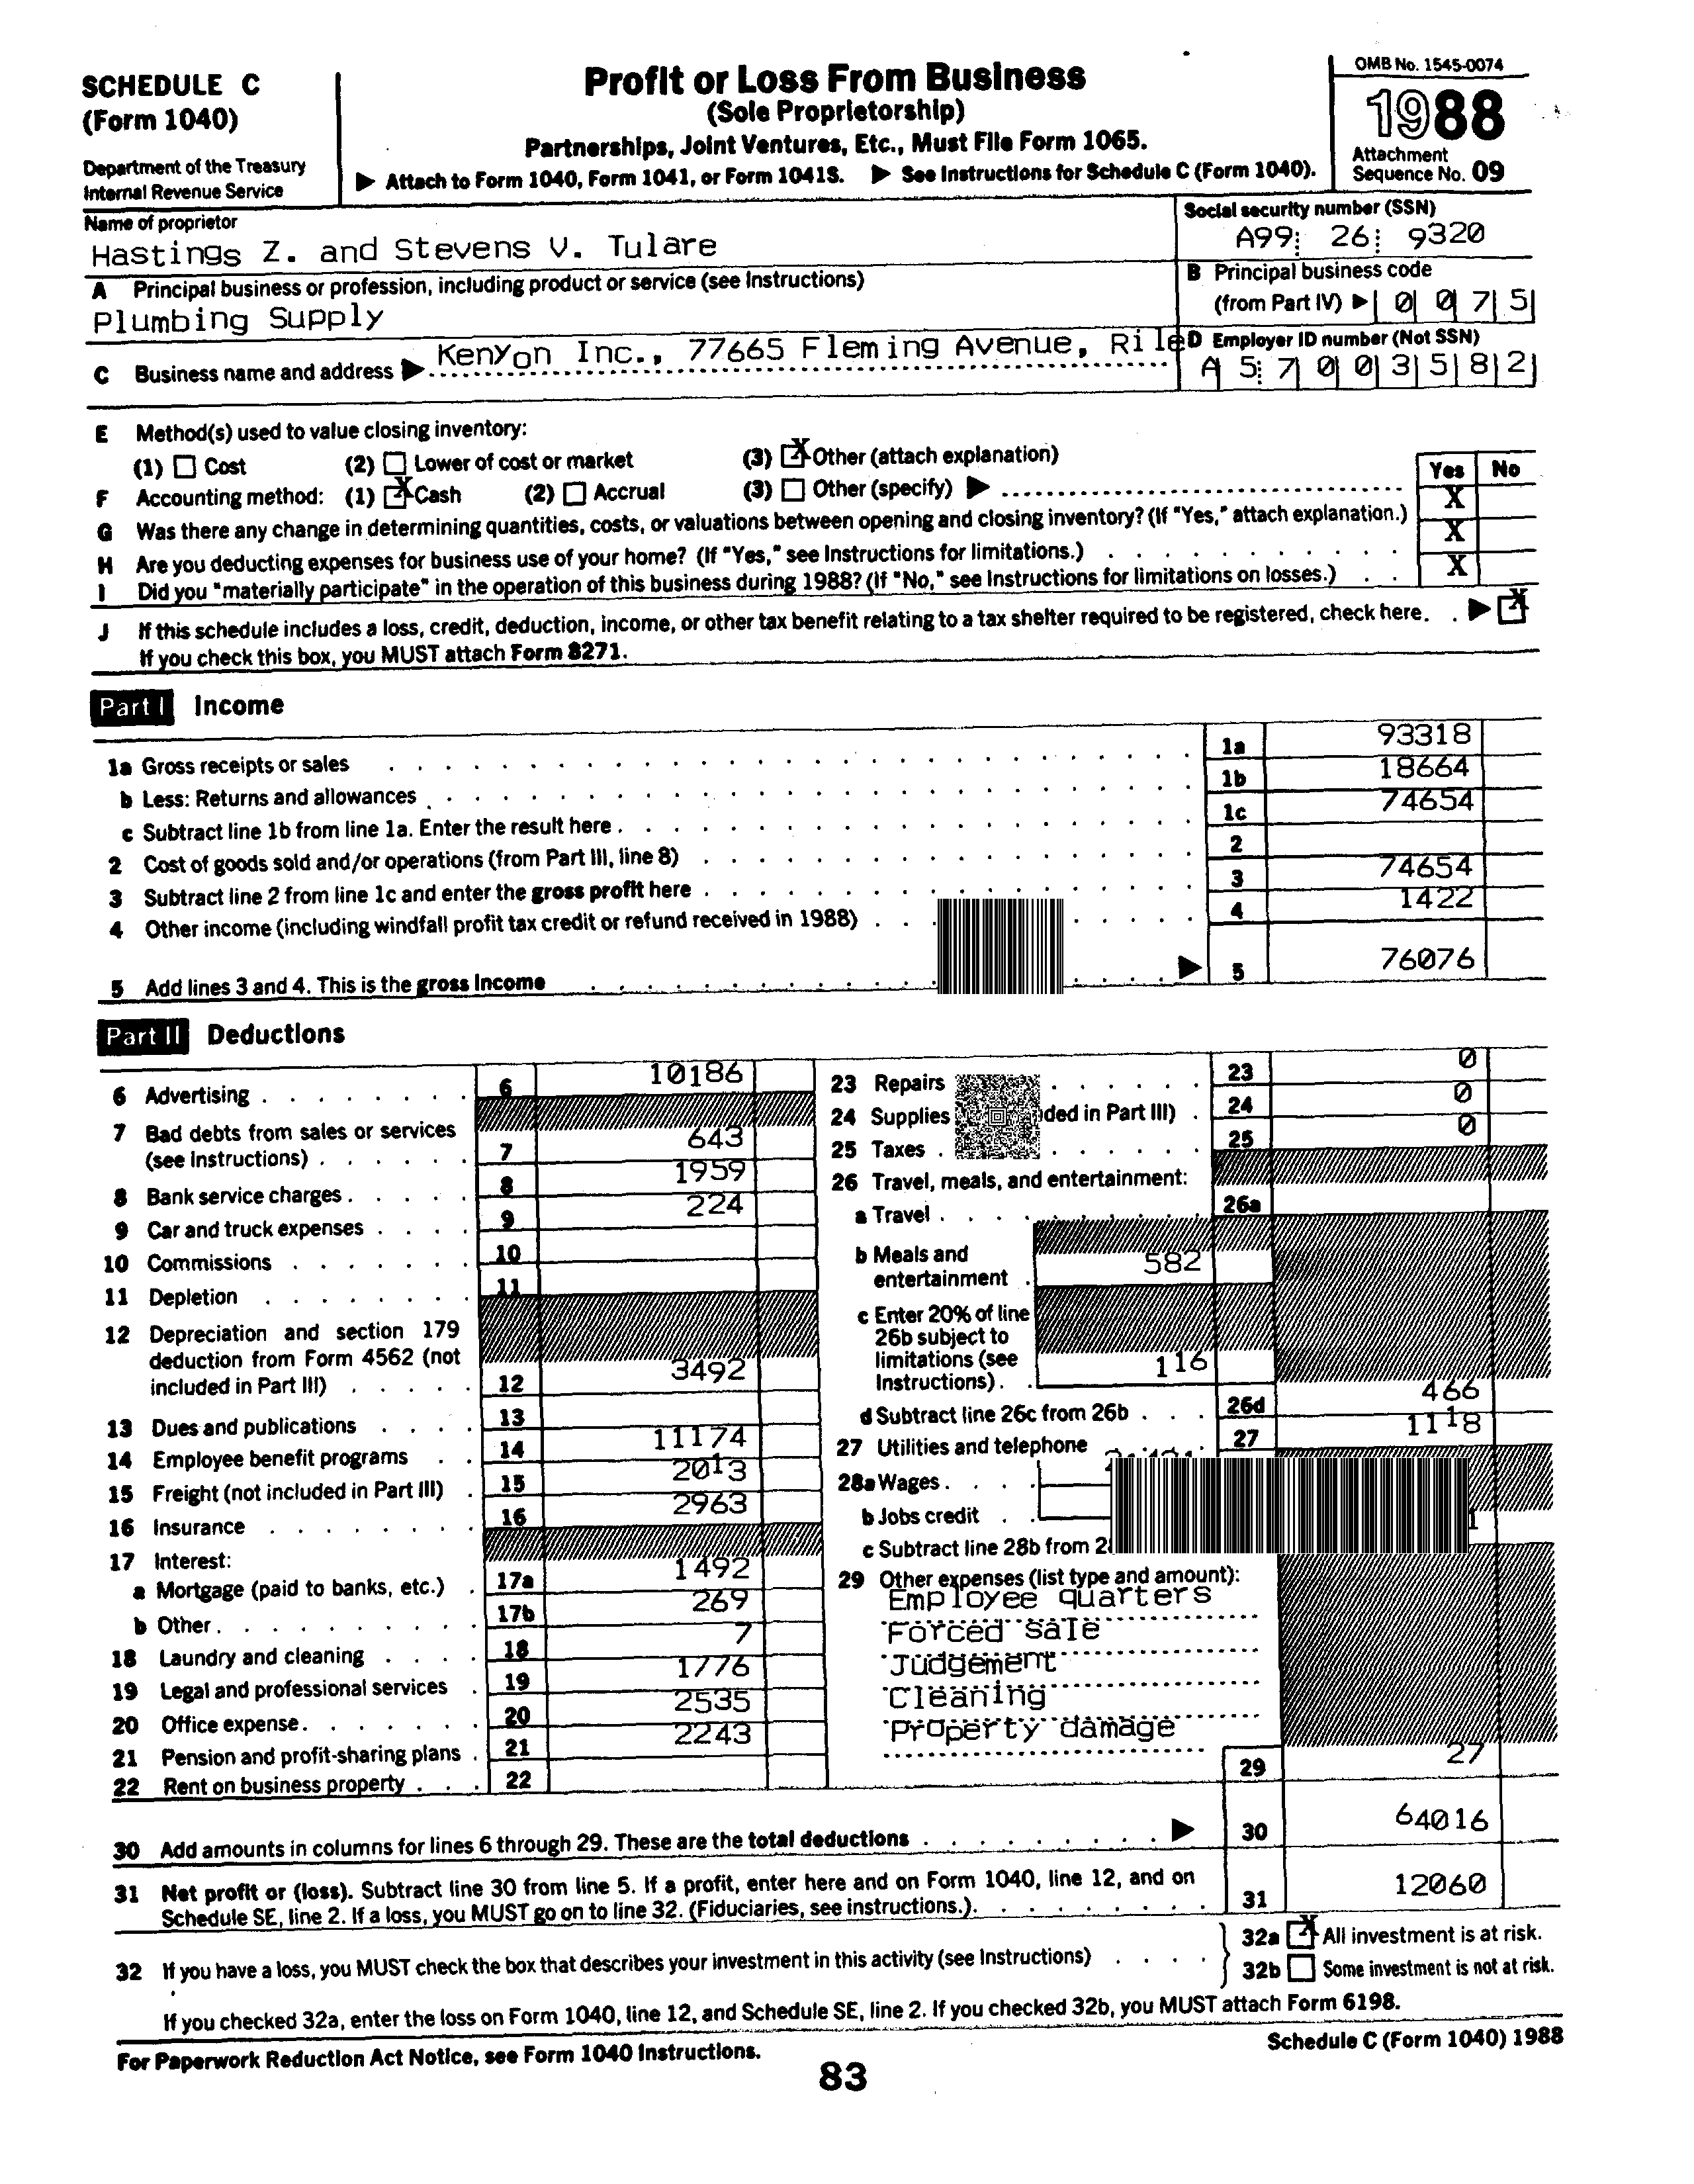 SCHEDULE C
(Form 1040)
Department of the Treasury
Internal Revenue Service
Profit or Loss From Business
(Sole Proprietorship)
Partnerships, Joint Ventures, Etc., Must File Form 1065.
▶ Attach to Form 1040, Form 1041, or Form 1041S. ▶ See Instructions for Schedule C (Form 1040).
OMB No. 1545-0074
1988
Attachment
Sequence No. 09
Name of proprietor
Hastings Z. and Stevens V. Tulare
Social security number (SSN)
A99 26 9320
A Principal business or profession, including product or service (see Instructions)
Plumbing Supply
B Principal business code
(from Part IV) ▶ 0 0 7 5
C Business name and address ▶ Kenyon Inc., 77665 Fleming Avenue, Rile
D Employer ID number (Not SSN)
A 5 7 0 0 3 5 8 2
E Method(s) used to value closing inventory:
(1) Cost (2) Lower of cost or market (3) X Other (attach explanation)
Yes No
F Accounting method: (1) X Cash (2) Accrual (3) Other (specify) ▶
G Was there any change in determining quantities, costs, or valuations between opening and closing inventory? (If "Yes," attach explanation.) X
H Are you deducting expenses for business use of your home? (If "Yes," see Instructions for limitations.) X
I Did you "materially participate" in the operation of this business during 1988? (If "No," see Instructions for limitations on losses.) X
J If this schedule includes a loss, credit, deduction, income, or other tax benefit relating to a tax shelter required to be registered, check here. ▶ X
If you check this box, you MUST attach Form 8271.
Part I Income
1a Gross receipts or sales 1a 93318
b Less: Returns and allowances 1b 18664
c Subtract line 1b from line 1a. Enter the result here 1c 74654
2 Cost of goods sold and/or operations (from Part III, line 8) 2
3 Subtract line 2 from line 1c and enter the gross profit here 3 74654
4 Other income (including windfall profit tax credit or refund received in 1988) 4 1422
5 Add lines 3 and 4. This is the gross income ▶ 5 76076
Part II Deductions
6 Advertising 6 10186
7 Bad debts from sales or services
(see Instructions) 7 643
8 Bank service charges 8 1959
9 Car and truck expenses 9 224
10 Commissions 10
11 Depletion 11
12 Depreciation and section 179
deduction from Form 4562 (not
included in Part III) 12 3492
13 Dues and publications 13
14 Employee benefit programs 14 11174
15 Freight (not included in Part III) 15 2013
16 Insurance 16 2963
17 Interest:
a Mortgage (paid to banks, etc.) 17a 1492
b Other 17b 269
18 Laundry and cleaning 18 7
19 Legal and professional services 19 1776
20 Office expense 20 2535
21 Pension and profit-sharing plans 21 2243
22 Rent on business property 22
23 Repairs 23 0
24 Supplies ded in Part III) 24 0
25 Taxes 25 0
26 Travel, meals, and entertainment:
a Travel 26a
b Meals and
entertainment 582
c Enter 20% of line
26b subject to
limitations (see
Instructions) 116
d Subtract line 26c from 26b 26d 466
27 Utilities and telephone 27 1118
28a Wages
b Jobs credit
c Subtract line 28b from
29 Other expenses (list type and amount):
Employee quarters
Forced sale
Judgement
Cleaning
Property damage
29 27
30 Add amounts in columns for lines 6 through 29. These are the total deductions ▶ 30 64016
31 Net profit or (loss). Subtract line 30 from line 5. If a profit, enter here and on Form 1040, line 12, and on
Schedule SE, line 2. If a loss, you MUST go on to line 32. (Fiduciaries, see instructions.) 31 12060
32 If you have a loss, you MUST check the box that describes your investment in this activity (see Instructions)
32a X All investment is at risk.
32b Some investment is not at risk.
If you checked 32a, enter the loss on Form 1040, line 12, and Schedule SE, line 2. If you checked 32b, you MUST attach Form 6198.
For Paperwork Reduction Act Notice, see Form 1040 Instructions.
Schedule C (Form 1040) 1988
83